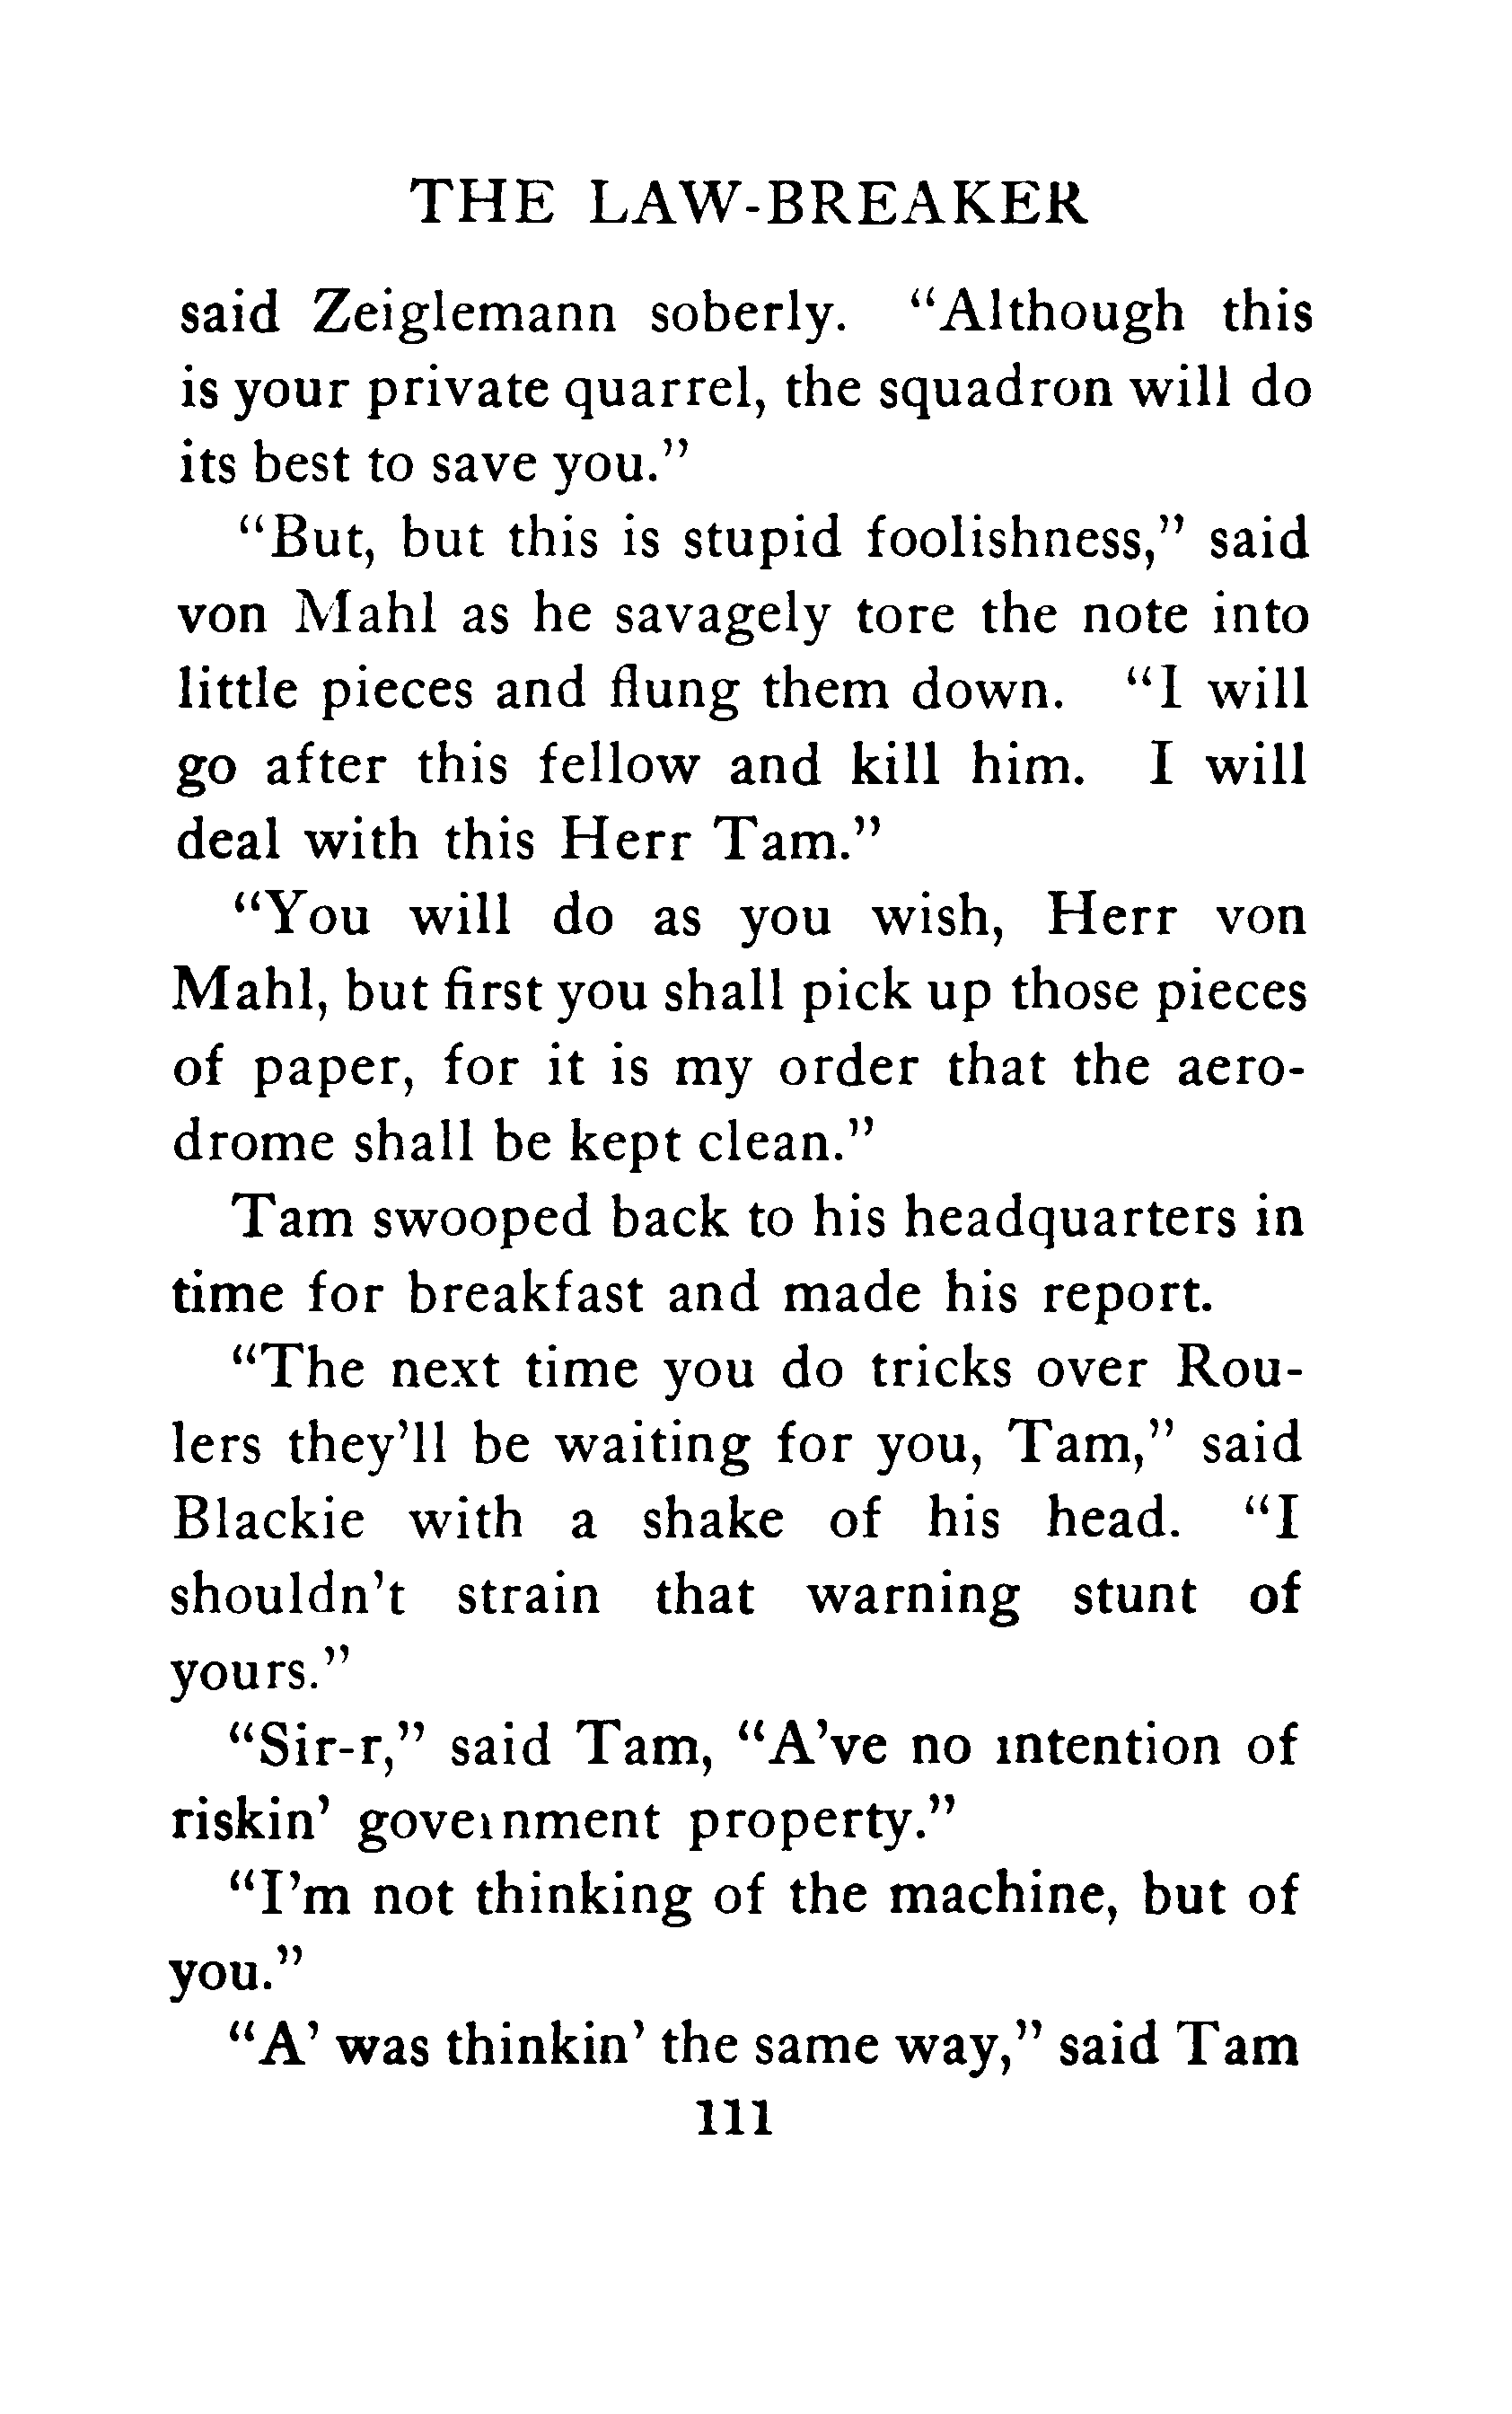 THE LAW-BREAKER
said Zeiglemann soberly. "Although this
is your private quarrel, the squadron will do
its best to save you."
"But, but this is stupid foolishness," said
von Mahl as he savagely tore the note into
little pieces and flung them down. "I will
go after this fellow and kill him. I will
deal with this Herr Tam."
"You will do as you wish, Herr von
Mahl, but first you shall pick up those pieces
of paper, for it is my order that the aero-
drome shall be kept clean."
Tam swooped back to his headquarters in
time for breakfast and made his report.
"The next time you do tricks over Rou-
lers they'll be waiting for you, Tam," said
Blackie with a shake of his head. "I
shouldn't strain that warning stunt of
yours."
"Sir-r," said Tam, "A've no intention of
riskin' government property."
"I'm not thinking of the machine, but of
you."
"A' was thinkin' the same way," said Tam
111